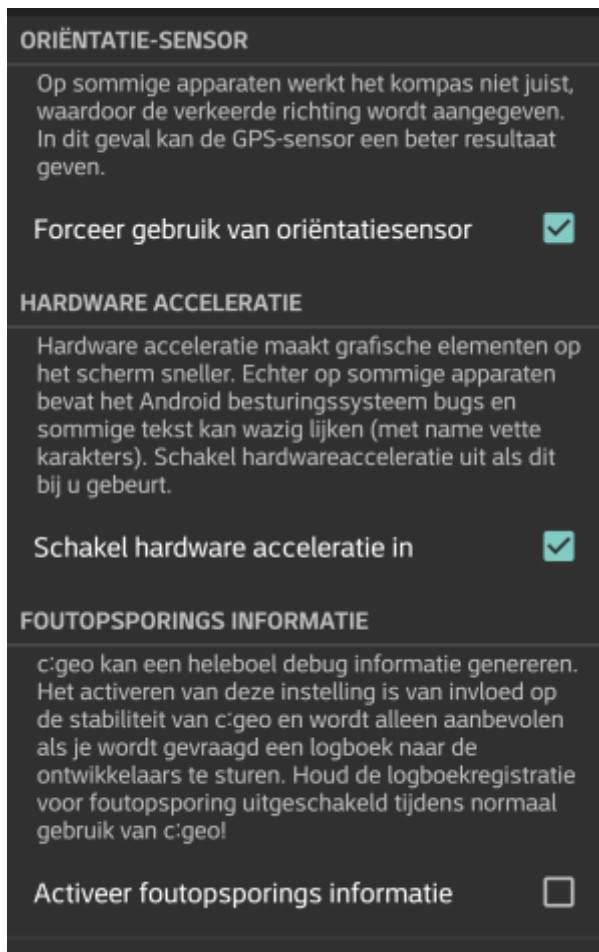 ORIËNTATIE-SENSOR
Op sommige apparaten werkt het kompas niet juist,
waardoor de verkeerde richting wordt aangegeven.
In dit geval kan de GPS-sensor een beter resultaat
geven.
Forceer gebruik van oriëntatiesensor
HARDWARE ACCELERATIE
Hardware acceleratie maakt grafische elementen op
het scherm sneller. Echter op sommige apparaten
bevat het Android besturingssysteem bugs en
sommige tekst kan wazig lijken (met name vette
karakters). Schakel hardwareacceleratie uit als dit
bij u gebeurt.
Schakel hardware acceleratie in
FOUTOPSPORINGS INFORMATIE
c:geo kan een heleboel debug informatie genereren.
Het activeren van deze instelling is van invloed op
de stabiliteit van c:geo en wordt alleen aanbevolen
als je wordt gevraagd een logboek naar de
ontwikkelaars te sturen. Houd de logboekregistratie
voor foutopsporing uitgeschakeld tijdens normaal
gebruik van c:geo!
Activeer foutopsporings informatie